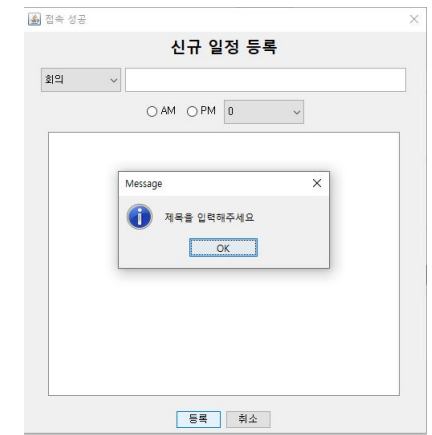 접속 성공
신규 일정 등록
회의
AM PM 0
Message
제목을 입력해주세요
OK
등록 취소